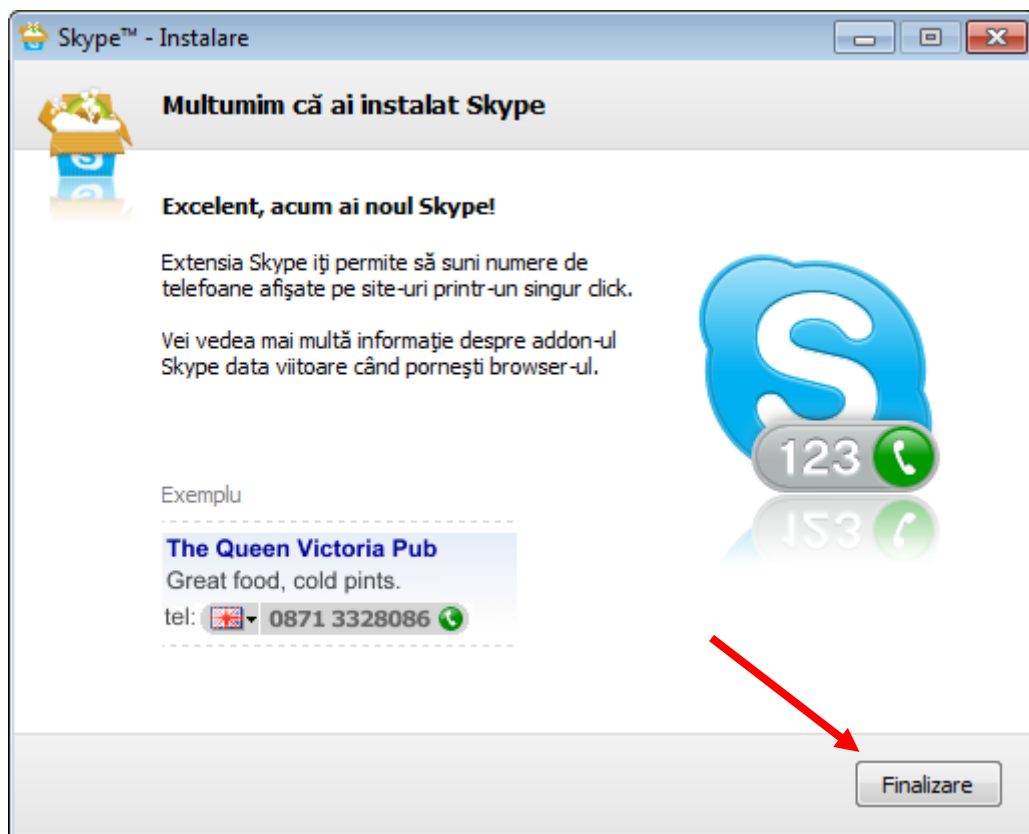 Skype™ - Instalare
Multumim că ai instalat Skype
S
Excelent, acum ai noul Skype!
Extensia Skype iţi permite să suni numere de
telefoane afişate pe site-uri printr-un singur click.
Vei vedea mai multă informaţie despre addon-ul
Skype data viitoare când porneşti browser-ul.
S
123
Exemplu
The Queen Victoria Pub
Great food, cold pints.
tel: 0871 3328086
Finalizare